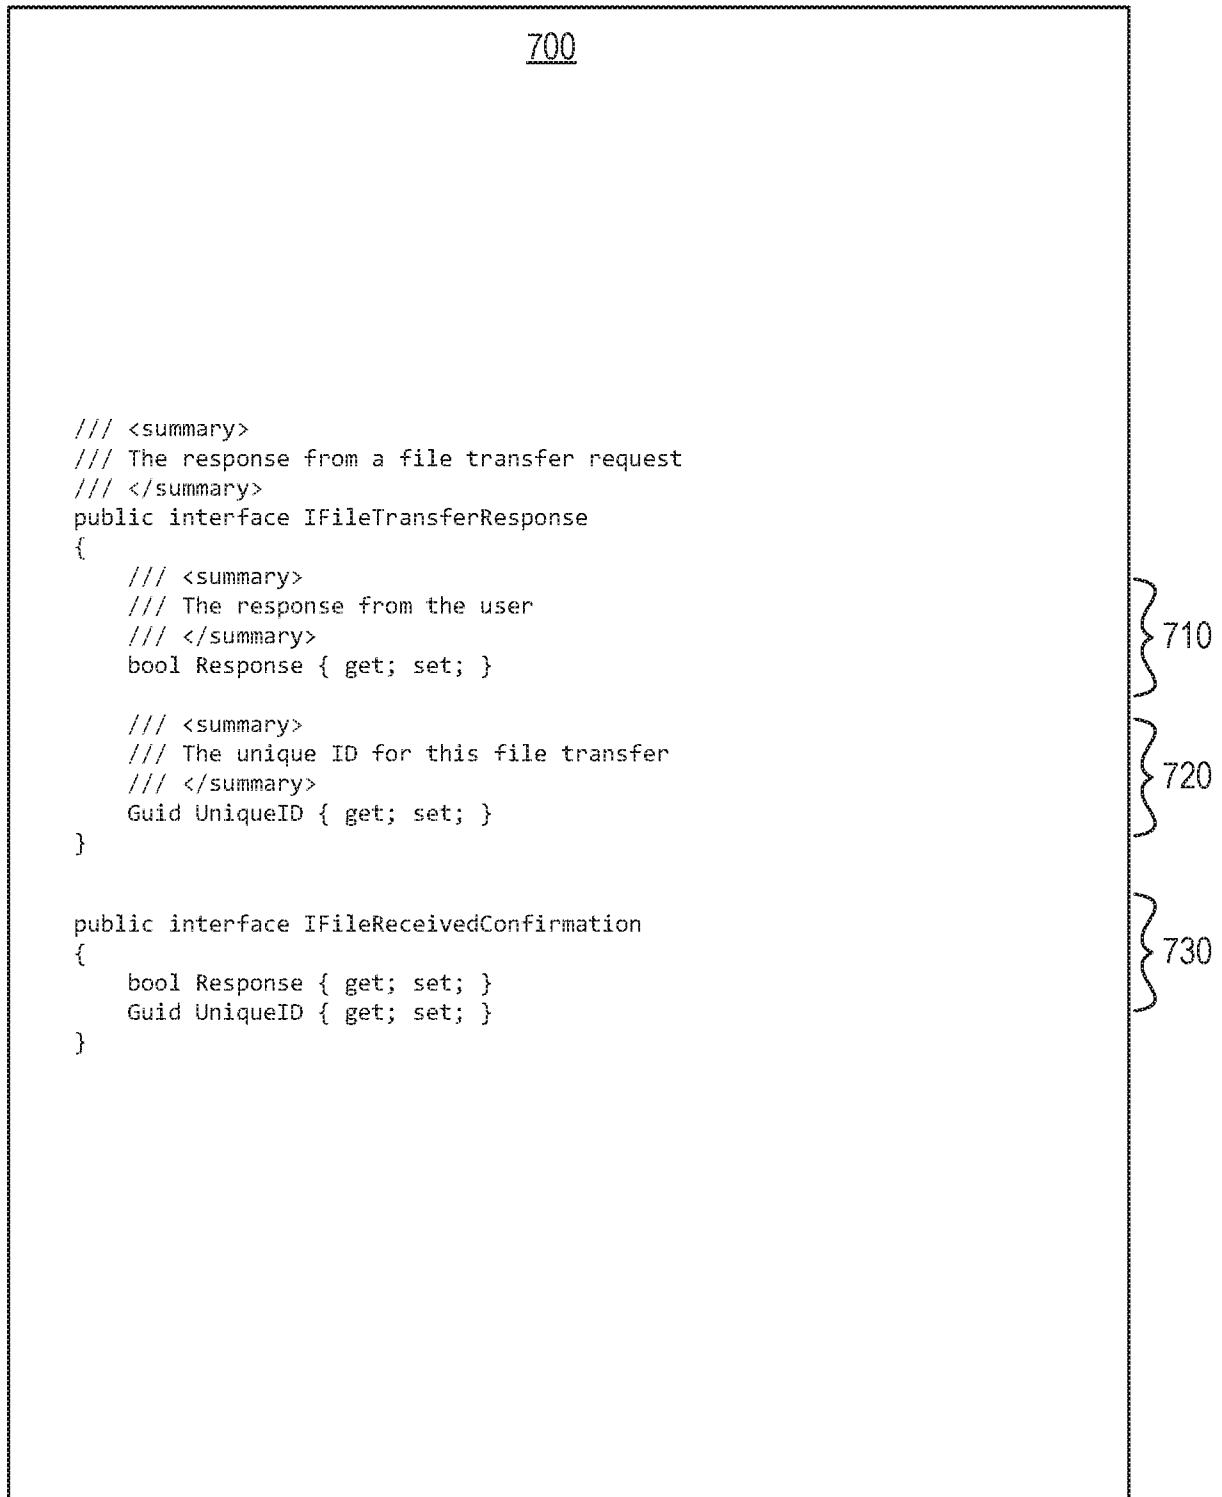 700
/// <summary>
/// The response from a file transfer request
/// </summary>
public interface IFileTransferResponse
{
    /// <summary>
    /// The response from the user
    /// </summary>
    bool Response { get; set; }
710
    /// <summary>
    /// The unique ID for this file transfer
    /// </summary>
    Guid UniqueID { get; set; }
720
}
public interface IFileReceivedConfirmation
{
    bool Response { get; set; }
    Guid UniqueID { get; set; }
730
}